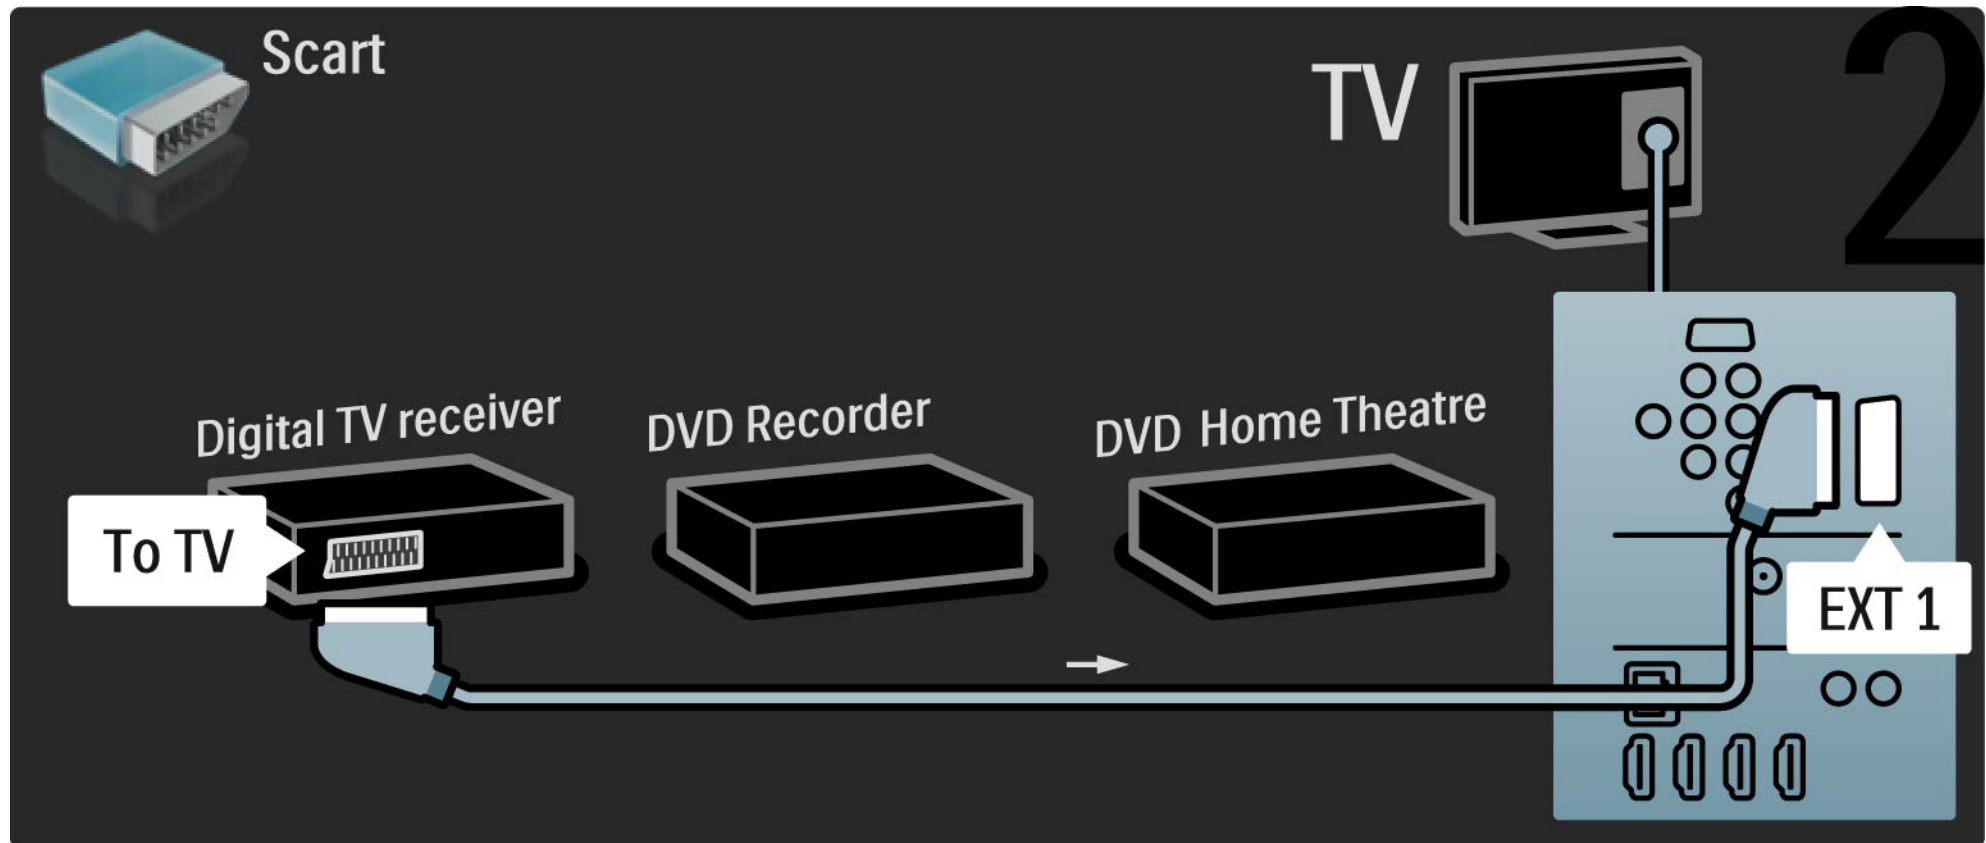 Scart
TV
2
Digital TV receiver
DVD Recorder
DVD Home Theatre
To TV
EXT 1